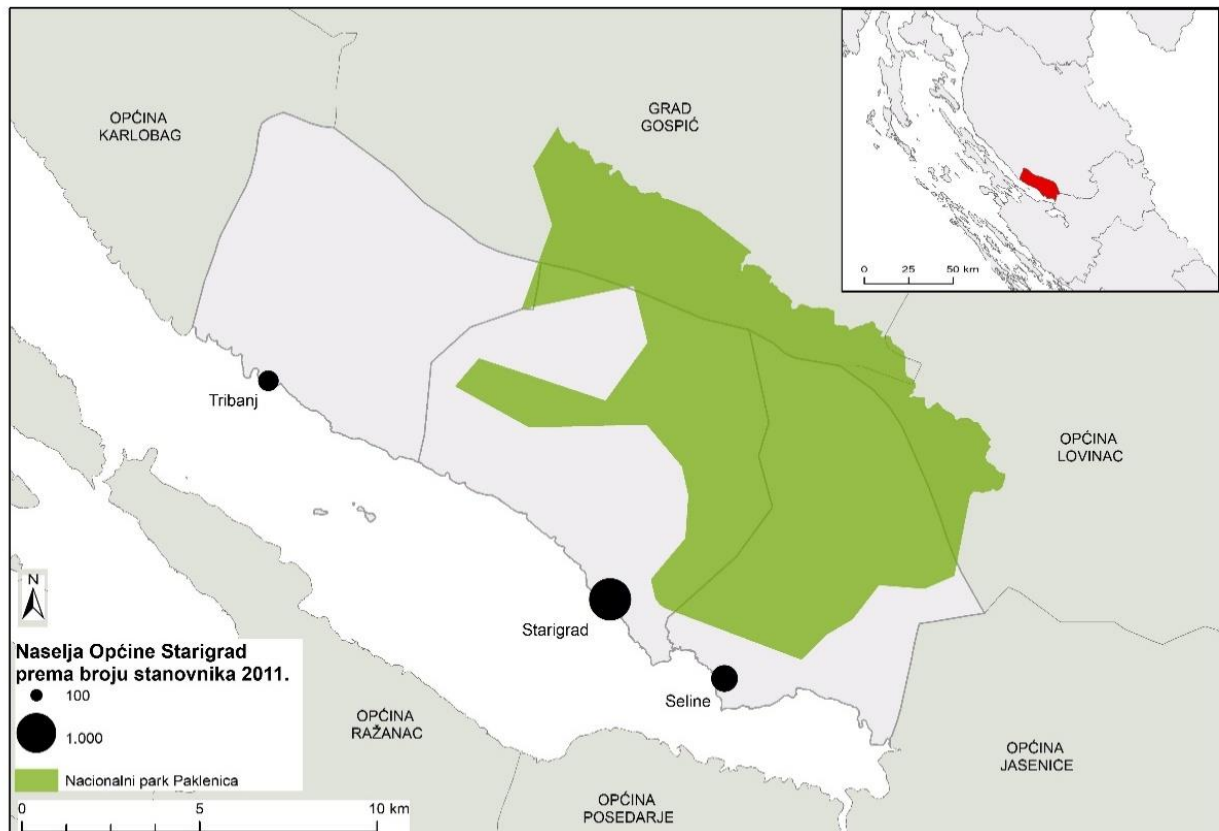 OPĆINA
KARLOBAG
GRAD
GOSPIĆ
0 25 50 km
Tribanj
OPĆINA
LOVINAC
N
Starigrad
Seline
Naselja Općine Starigrad
prema broju stanovnika 2011.
100
1.000
Nacionalni park Paklenica
0 5 10 km
OPĆINA
RAŽANAC
OPĆINA
POSEDARJE
OPĆINA
JASENICE